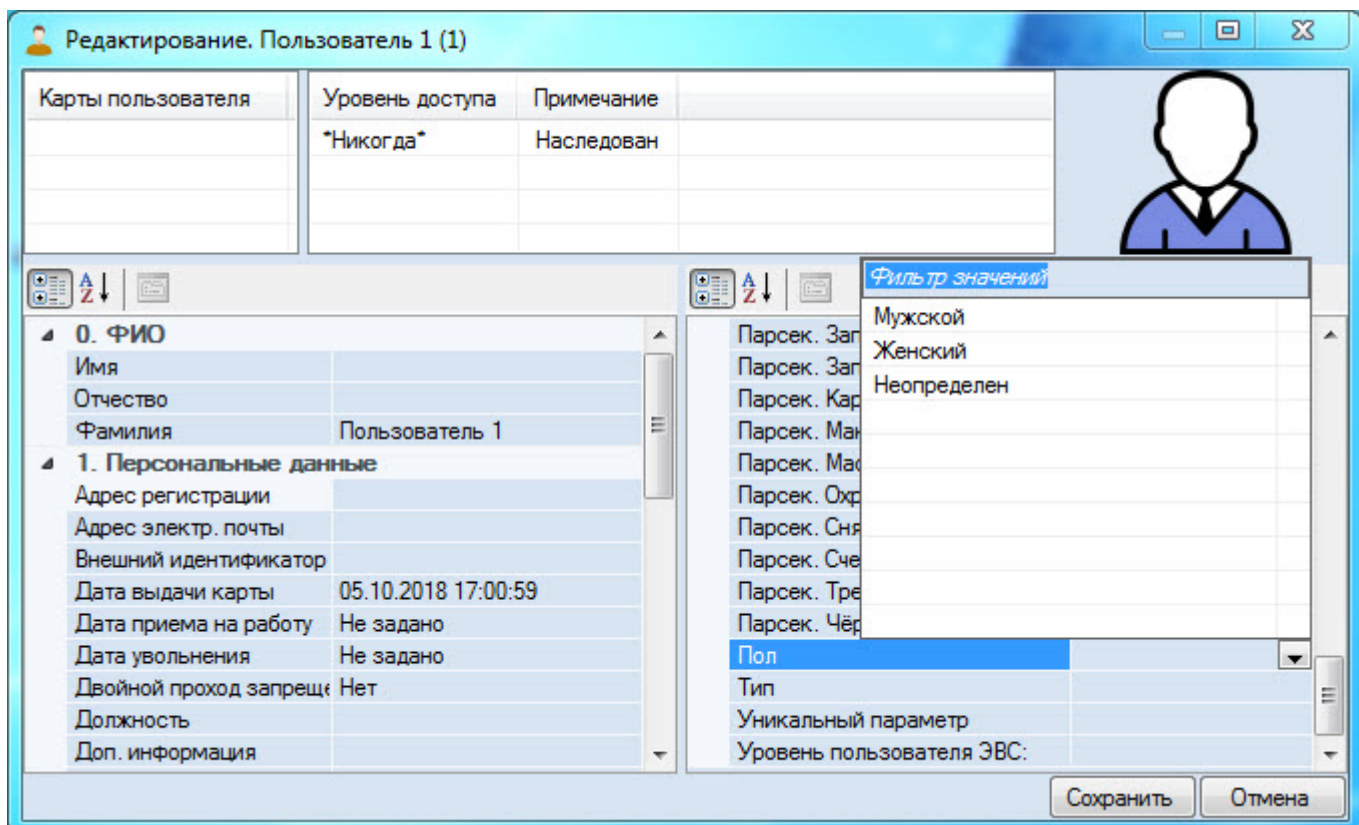 Редактирование. Пользователь 1 (1)
Карты пользователя
Уровень доступа Примечание
*Никогда* Наследован
Фильтр значений
Мужской
Женский
Неопределен
0. ФИО
Имя
Отчество
Фамилия Пользователь 1
1. Персональные данные
Адрес регистрации
Адрес электр. почты
Внешний идентификатор
Дата выдачи карты 05.10.2018 17:00:59
Дата приема на работу Не задано
Дата увольнения Не задано
Двойной проход запреще Нет
Должность
Доп. информация
Парсек. Зап
Парсек. Зап
Парсек. Кар
Парсек. Мак
Парсек. Мас
Парсек. Охр
Парсек. Сня
Парсек. Сче
Парсек. Тре
Парсек. Чёр
Пол
Тип
Уникальный параметр
Уровень пользователя ЭВС:
Сохранить Отмена